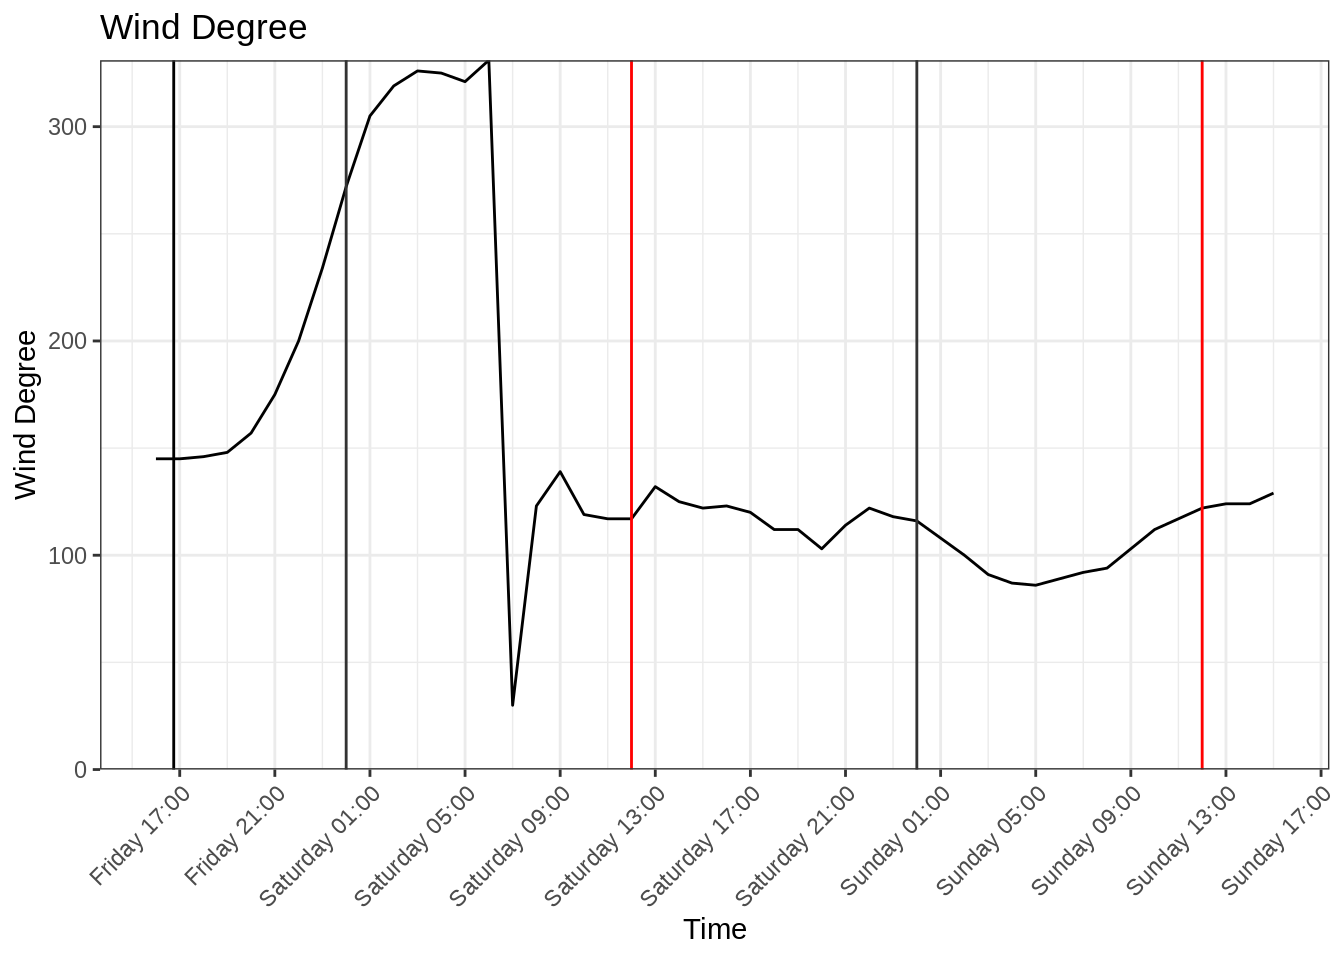 Wind Degree
Wind Degree
300
200
100
0
Friday 17:00
Friday 21:00
Saturday 01:00
Saturday 05:00
Saturday 09:00
Saturday 13:00
Saturday 17:00
Saturday 21:00
Sunday 01:00
Sunday 05:00
Sunday 09:00
Sunday 13:00
Sunday 17:00
Time